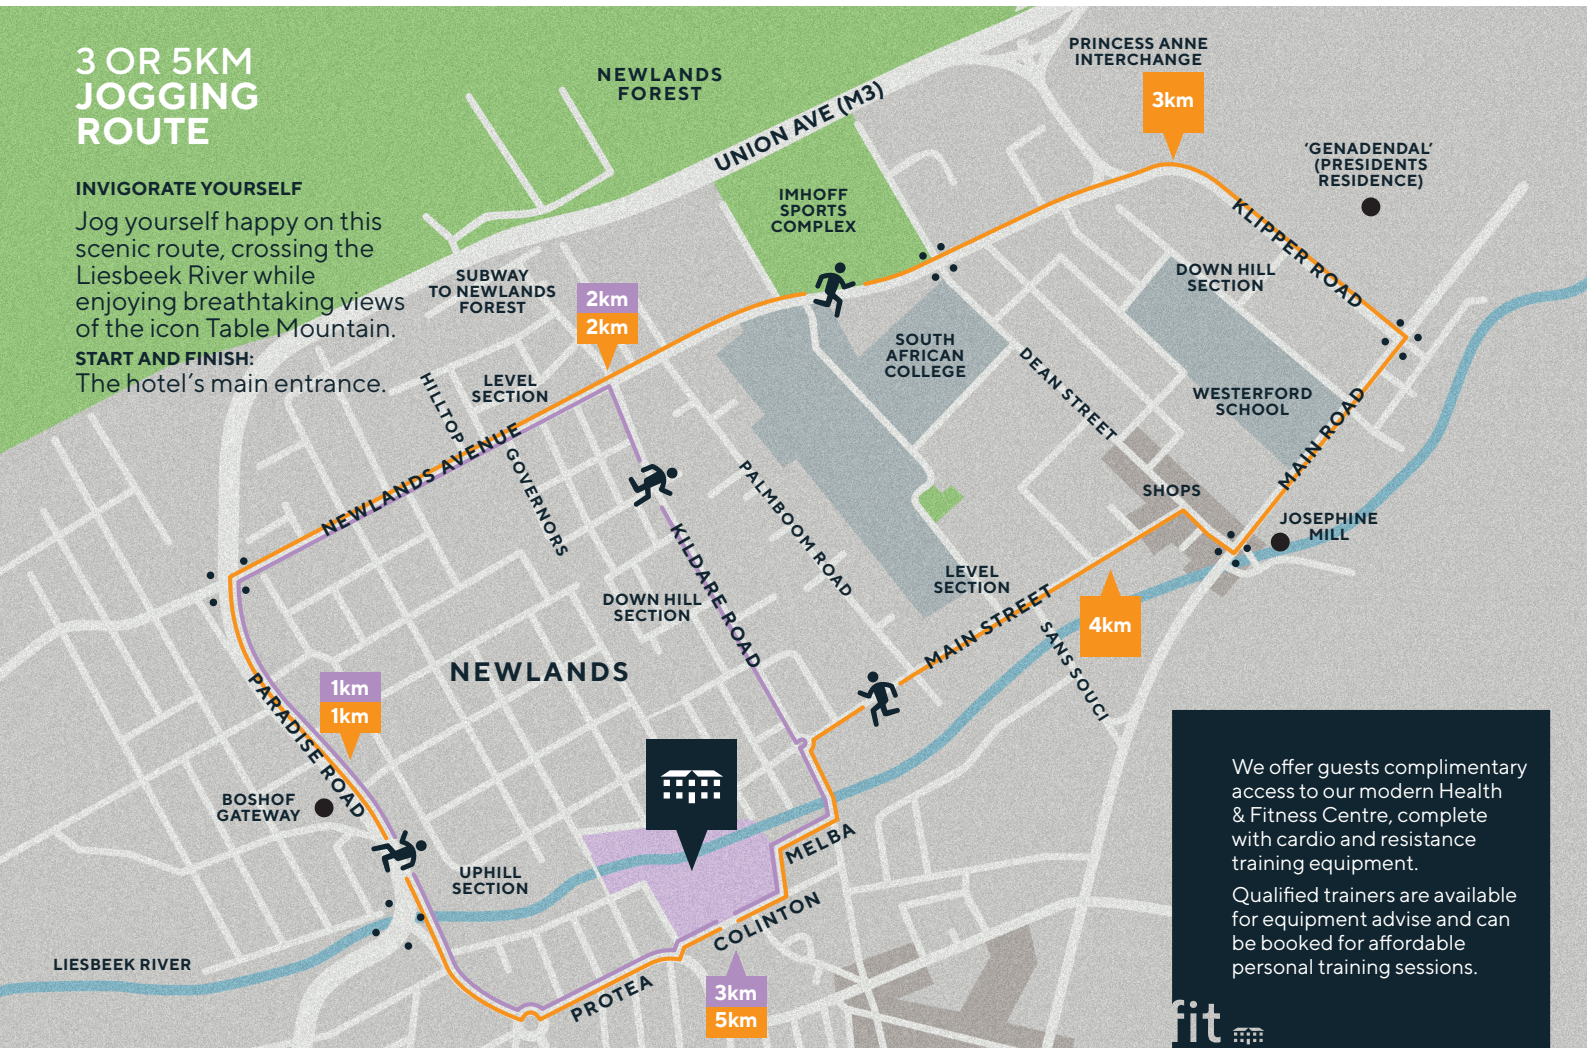 3 OR 5KM
JOGGING
ROUTE
INVIGORATE YOURSELF
Jog yourself happy on this
scenic route, crossing the
Liesbeek River while
enjoying breathtaking views
of the icon Table Mountain.
START AND FINISH:
The hotel's main entrance.
NEWLANDS
FOREST
UNION AVE (M3)
PRINCESS ANNE
INTERCHANGE
3km
'GENADENDAL'
(PRESIDENTS
RESIDENCE)
IMHOFF
SPORTS
COMPLEX
KLIPPER ROAD
DOWN HILL
SECTION
SUBWAY
TO NEWLANDS
FOREST
2km
2km
SOUTH
AFRICAN
COLLEGE
DEAN STREET
WESTERFORD
SCHOOL
MAIN ROAD
HILLTOP
LEVEL
SECTION
NEWLANDS AVENUE
GOVERNORS
PALMBOOM ROAD
SHOPS
JOSEPHINE
MILL
KILDARE ROAD
LEVEL
SECTION
DOWN HILL
SECTION
MAIN STREET
4km
SANS SOUCI
NEWLANDS
1km
1km
PARADISE ROAD
BOSHOF
GATEWAY
MELBA
UPHILL
SECTION
COLINTON
LIESBEEK RIVER
PROTEA
3km
5km
We offer guests complimentary
access to our modern Health
& Fitness Centre, complete
with cardio and resistance
training equipment.
Qualified trainers are available
for equipment advise and can
be booked for affordable
personal training sessions.
fit